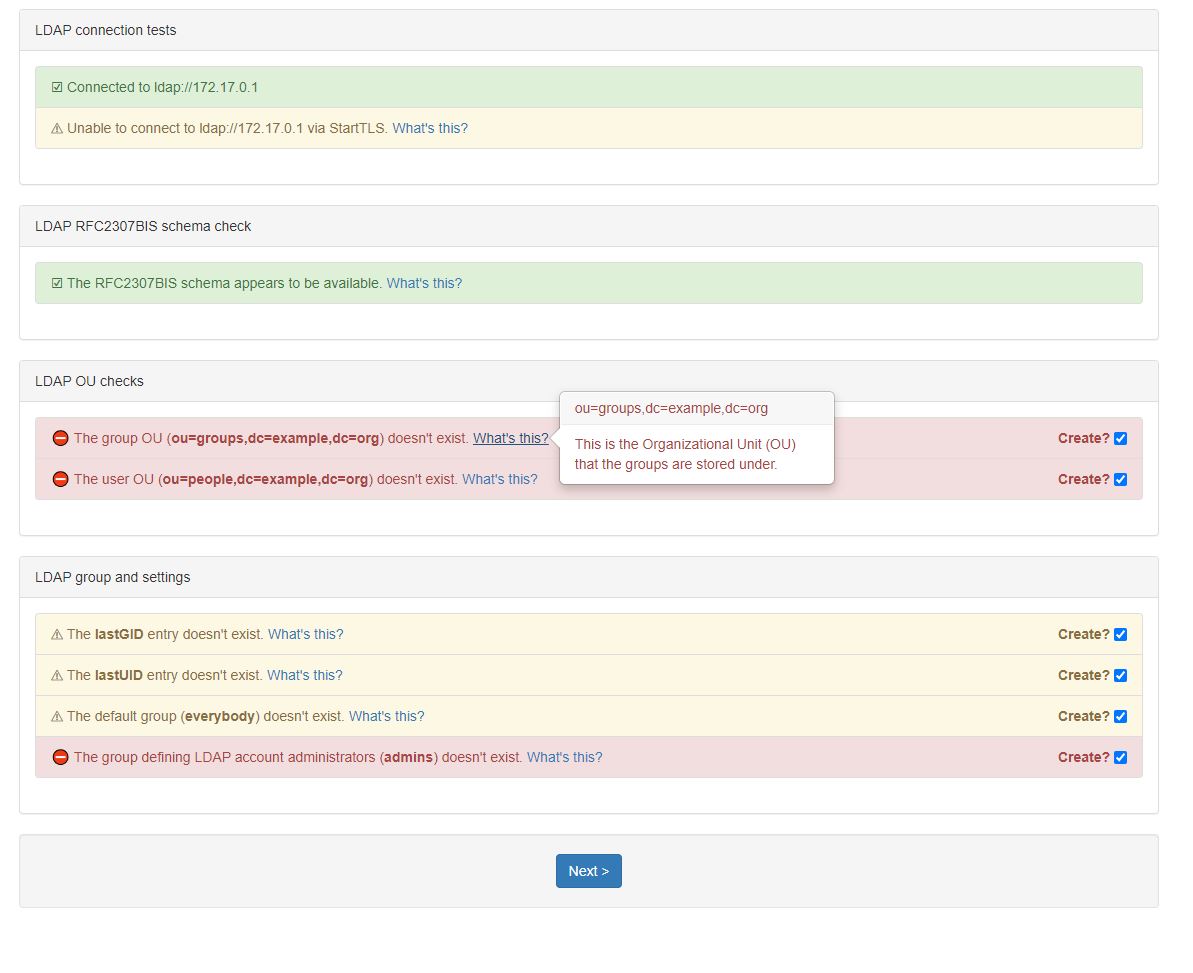 LDAP connection tests
☑ Connected to ldap://172.17.0.1
⚠ Unable to connect to ldap://172.17.0.1 via StartTLS. What's this?
LDAP RFC2307BIS schema check
☑ The RFC2307BIS schema appears to be available. What's this?
LDAP OU checks
The group OU (ou=groups,dc=example,dc=org) doesn't exist. What's this?
ou=groups,dc=example,dc=org
This is the Organizational Unit (OU)
that the groups are stored under.
Create?
The user OU (ou=people,dc=example,dc=org) doesn't exist. What's this?
Create?
LDAP group and settings
⚠ The lastGID entry doesn't exist. What's this?
Create?
⚠ The lastUID entry doesn't exist. What's this?
Create?
⚠ The default group (everybody) doesn't exist. What's this?
Create?
The group defining LDAP account administrators (admins) doesn't exist. What's this?
Create?
Next >